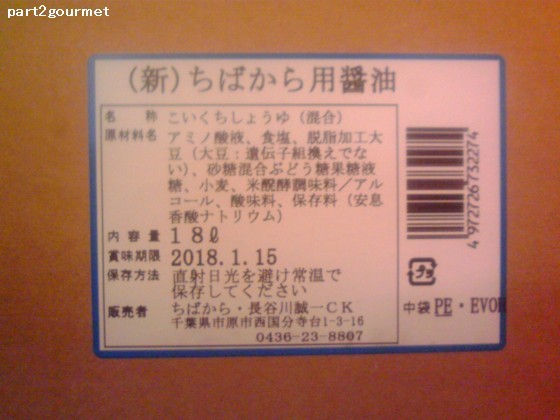 part2gourmet
(新)ちばから用醤油
名 称 こいくちしょうゆ(混合)
原材料名 アミノ酸液、食塩、脱脂加工大
豆(大豆:遺伝子組換えでな
い)、砂糖混合ぶどう糖果糖液
糖、小麦、米醗酵調味料/アル
コール、酸味料、保存料(安息
香酸ナトリウム)
内容量 18ℓ
賞味期限 2018.1.15
保存方法 直射日光を避け常温で
保存してください
販売者 ちばから・長谷川誠一CK
千葉県市原市西国分寺台1-3-16
0436-23-8807
4972726752274
プラ
中袋 PE・EVOH